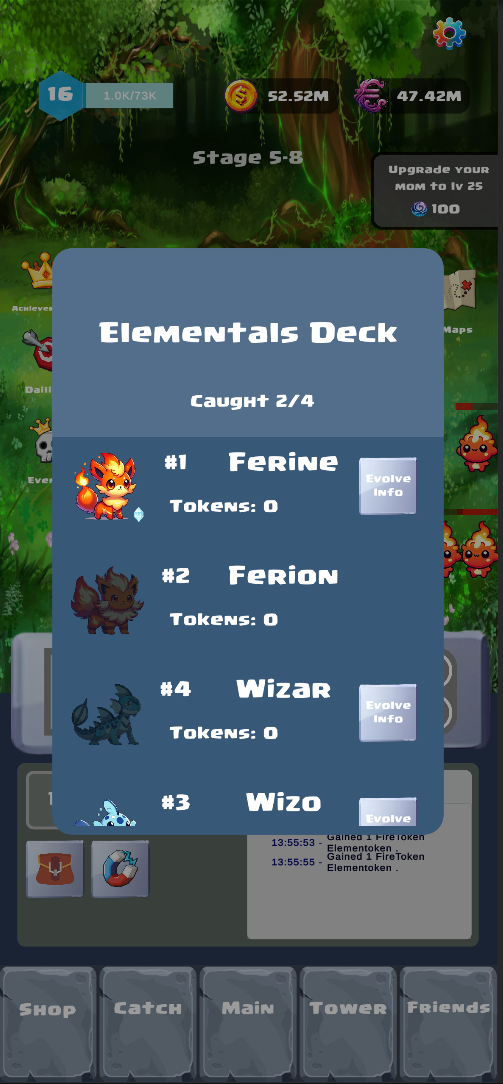 16
1.0K/73K
52.52M
47.42M
Stage 5-8
Upgrade your
mom to lv 25
100
Maps
Elementals Deck
Caught 2/4
#1
Ferine
Tokens: 0
Evolve
Info
#2
Ferion
Tokens: 0
#4
Wizar
Tokens: 0
Evolve
Info
#3
Wizo
Evolve
13:55:53 - Gained 1 FireToken
Elementoken .
13:55:55 - Gained 1 FireToken
Elementoken .
Shop
Catch
Main
Tower
Friends